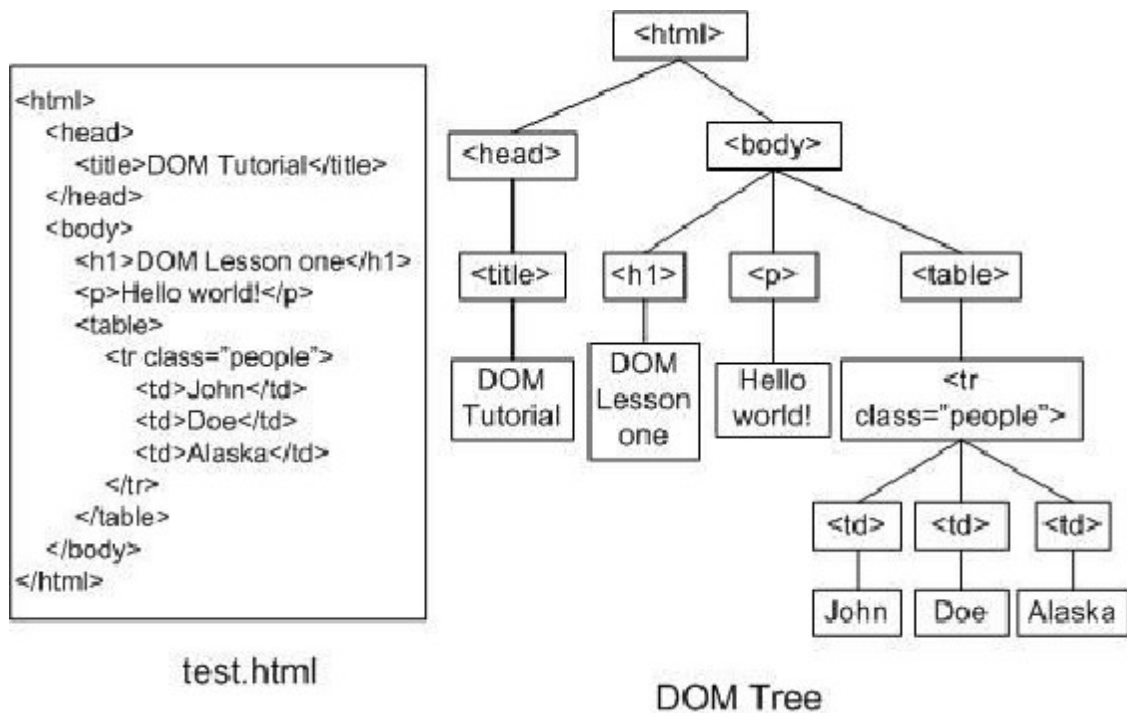 <html>
<head>
<title>DOM Tutorial</title>
</head>
<body>
<h1>DOM Lesson one</h1>
<p>Hello world!</p>
<table>
<tr class="people">
<td>John</td>
<td>Doe</td>
<td>Alaska</td>
</tr>
</table>
</body>
</html>
test.html
<html>
<head>
<body>
<title>
<h1>
<p>
<table>
DOM
Tutorial
DOM
Lesson
one
Hello
world!
<tr
class="people">
<td>
<td>
<td>
John
Doe
Alaska
DOM Tree